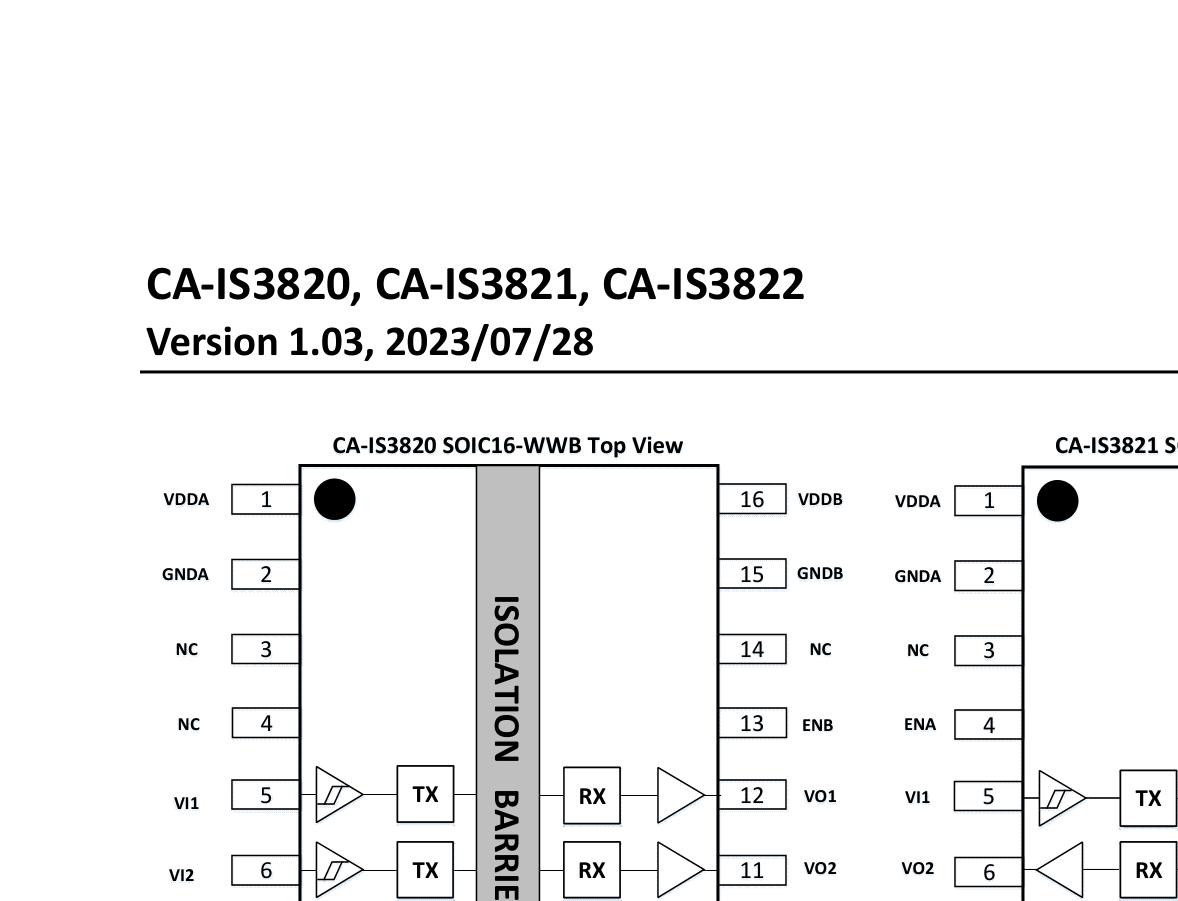 CA-IS3820, CA-IS3821, CA-IS3822
Version 1.03, 2023/07/28
CA-IS3820 SOIC16-WWB Top View
VDDA 1 16 VDDB
GNDA 2 15 GNDB
NC 3 14 NC
NC 4 13 ENB
VI1 5 TX RX 12 VO1
VI2 6 TX RX 11 VO2
ISOLATION BARRIE
CA-IS3821 S
VDDA 1
GNDA 2
NC 3
ENA 4
VI1 5 TX
VO2 6 RX